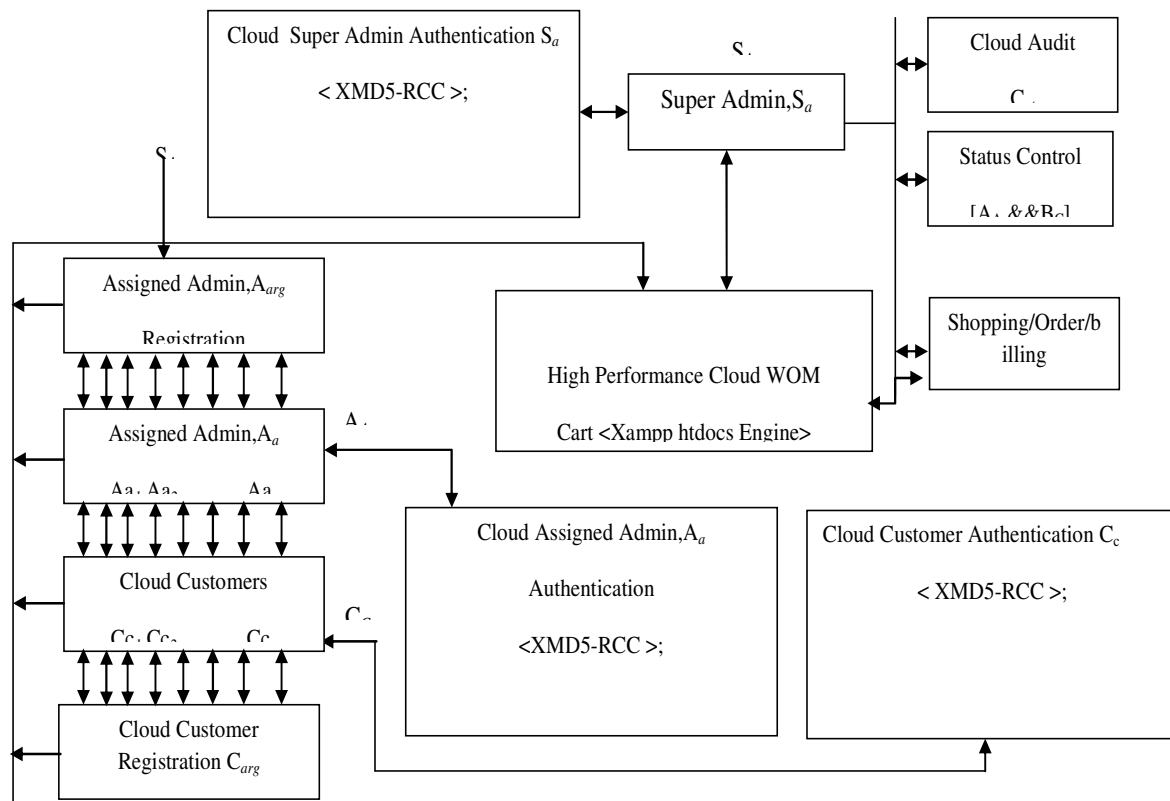 Cloud Super Admin Authentication Sa
< XMD5-RCC >;
Super Admin,Sa
Cloud Audit
Status Control
[AA &&BC]
Shopping/Order/b
illing
Assigned Admin,Aarg
Registration
High Performance Cloud WOM
Cart <Xampp htdocs Engine>
Assigned Admin,Aa
Cloud Assigned Admin,Aa
Authentication
<XMD5-RCC >;
Cloud Customer Authentication Cc
< XMD5-RCC >;
Cloud Customers
Cloud Customer
Registration Carg